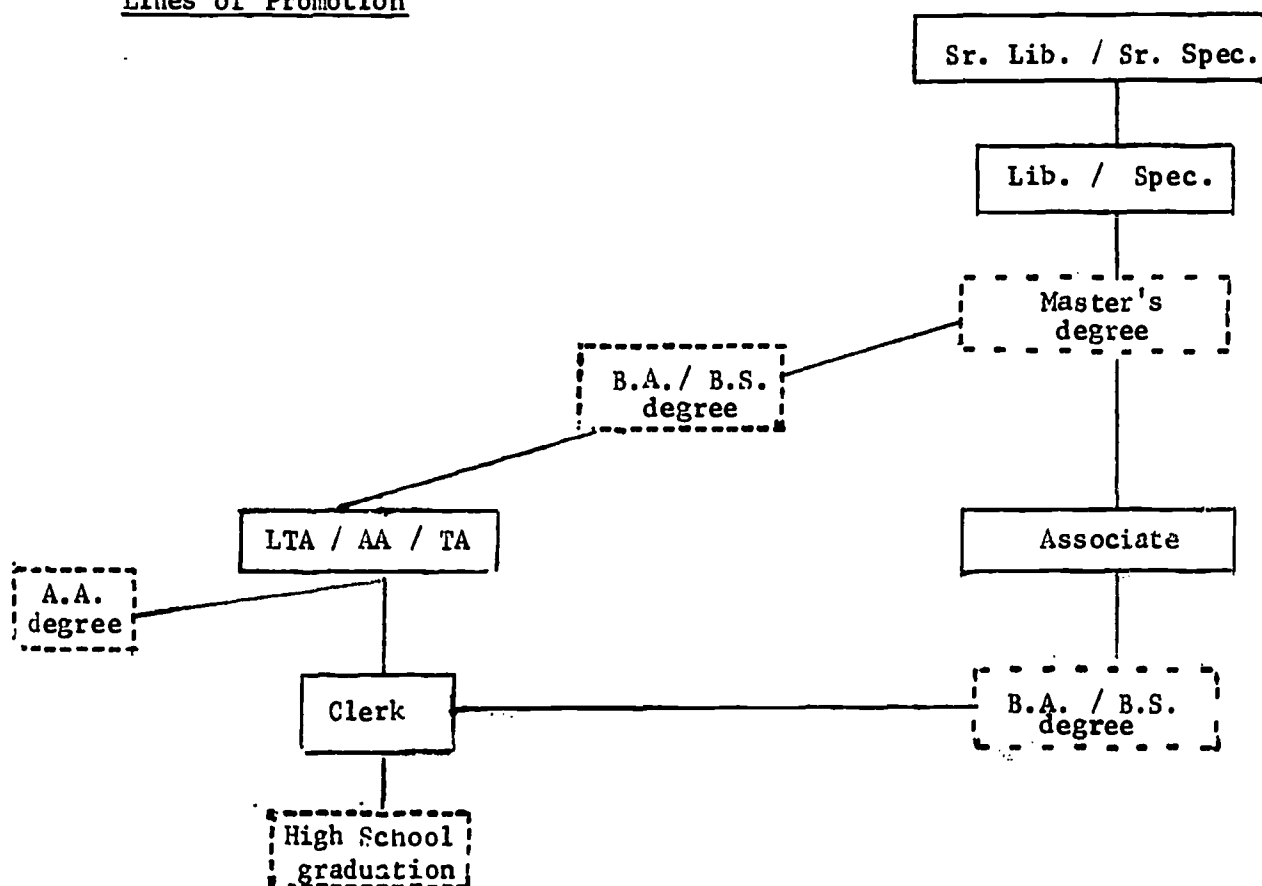 Lines of Promotion
Sr. Lib. / Sr. Spec.
Lib. / Spec.
Master's
degree
B.A./ B.S.
degree
LTA / AA / TA
Associate
A.A.
degree
Clerk
B.A. / B.S.
degree
High School
graduation